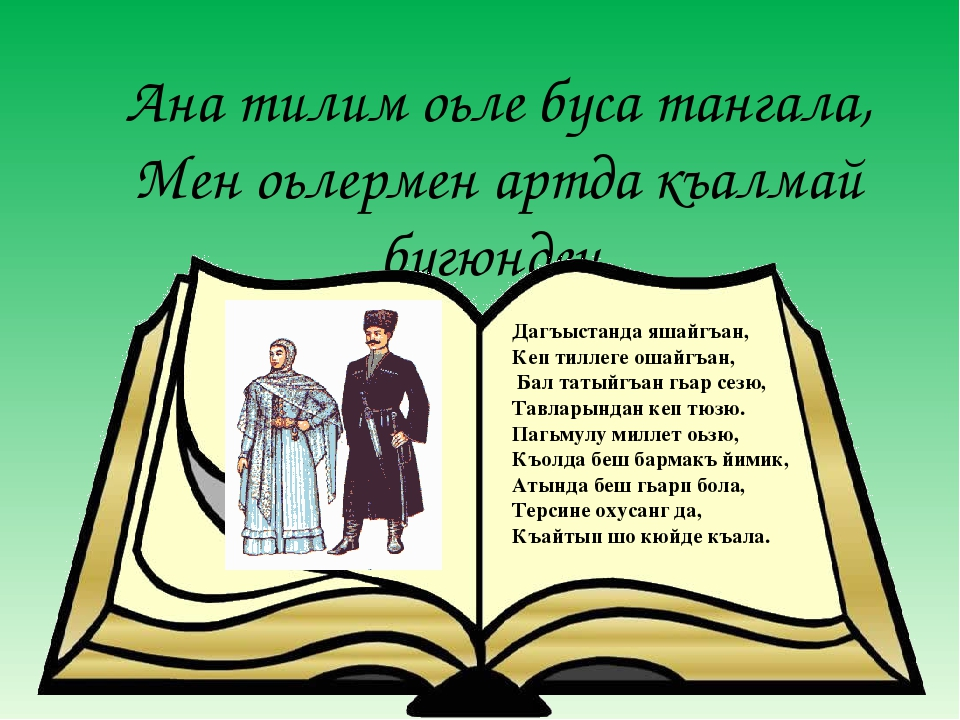 Ана тилим оьле буса тангала,
Мен оьлермен артда къалмай
Дагъыстанда яшайгъан,
Кеп тиллеге ошайгъан,
Бал татыйгъан гьар сезю,
Тавларындан кеп тюзю.
Пагьмулу миллет оьзю,
Къолда беш бармакъ йимик,
Атында беш гьарп бола,
Терсине охусанг да,
Къайтып шо кюйде къала.